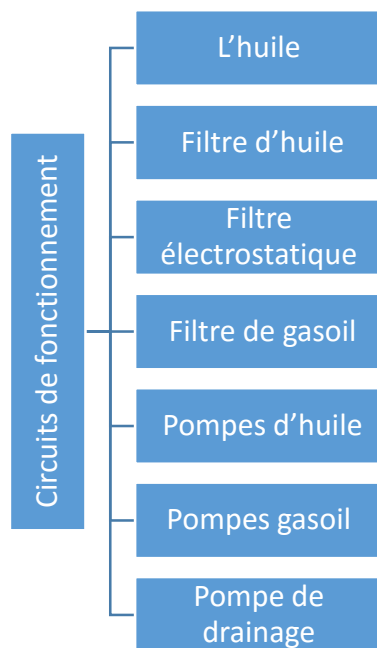 Circuits de fonctionnement
L’huile
Filtre d’huile
Filtre
électrostatique
Filtre de gasoil
Pompes d’huile
Pompes gasoil
Pompe de
drainage